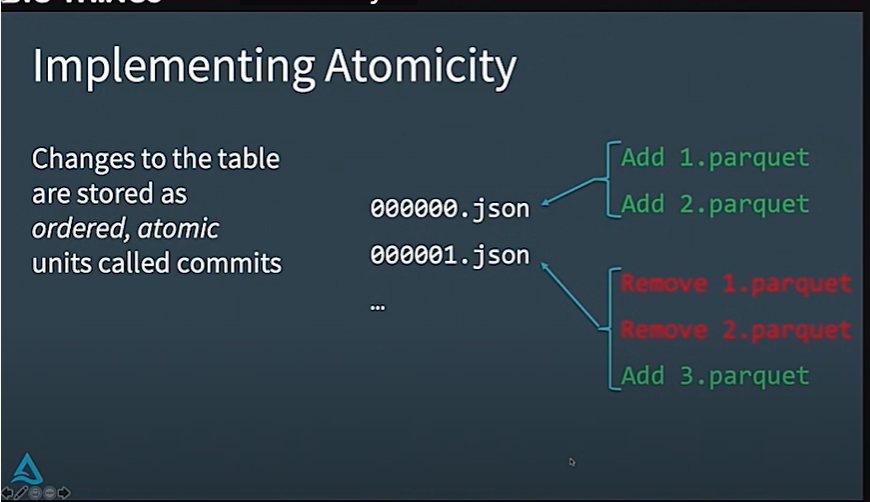 Implementing Atomicity
Changes to the table
are stored as
ordered, atomic
units called commits
000000.json
000001.json
...
Add 1.parquet
Add 2.parquet
Remove 1.parquet
Remove 2.parquet
Add 3.parquet